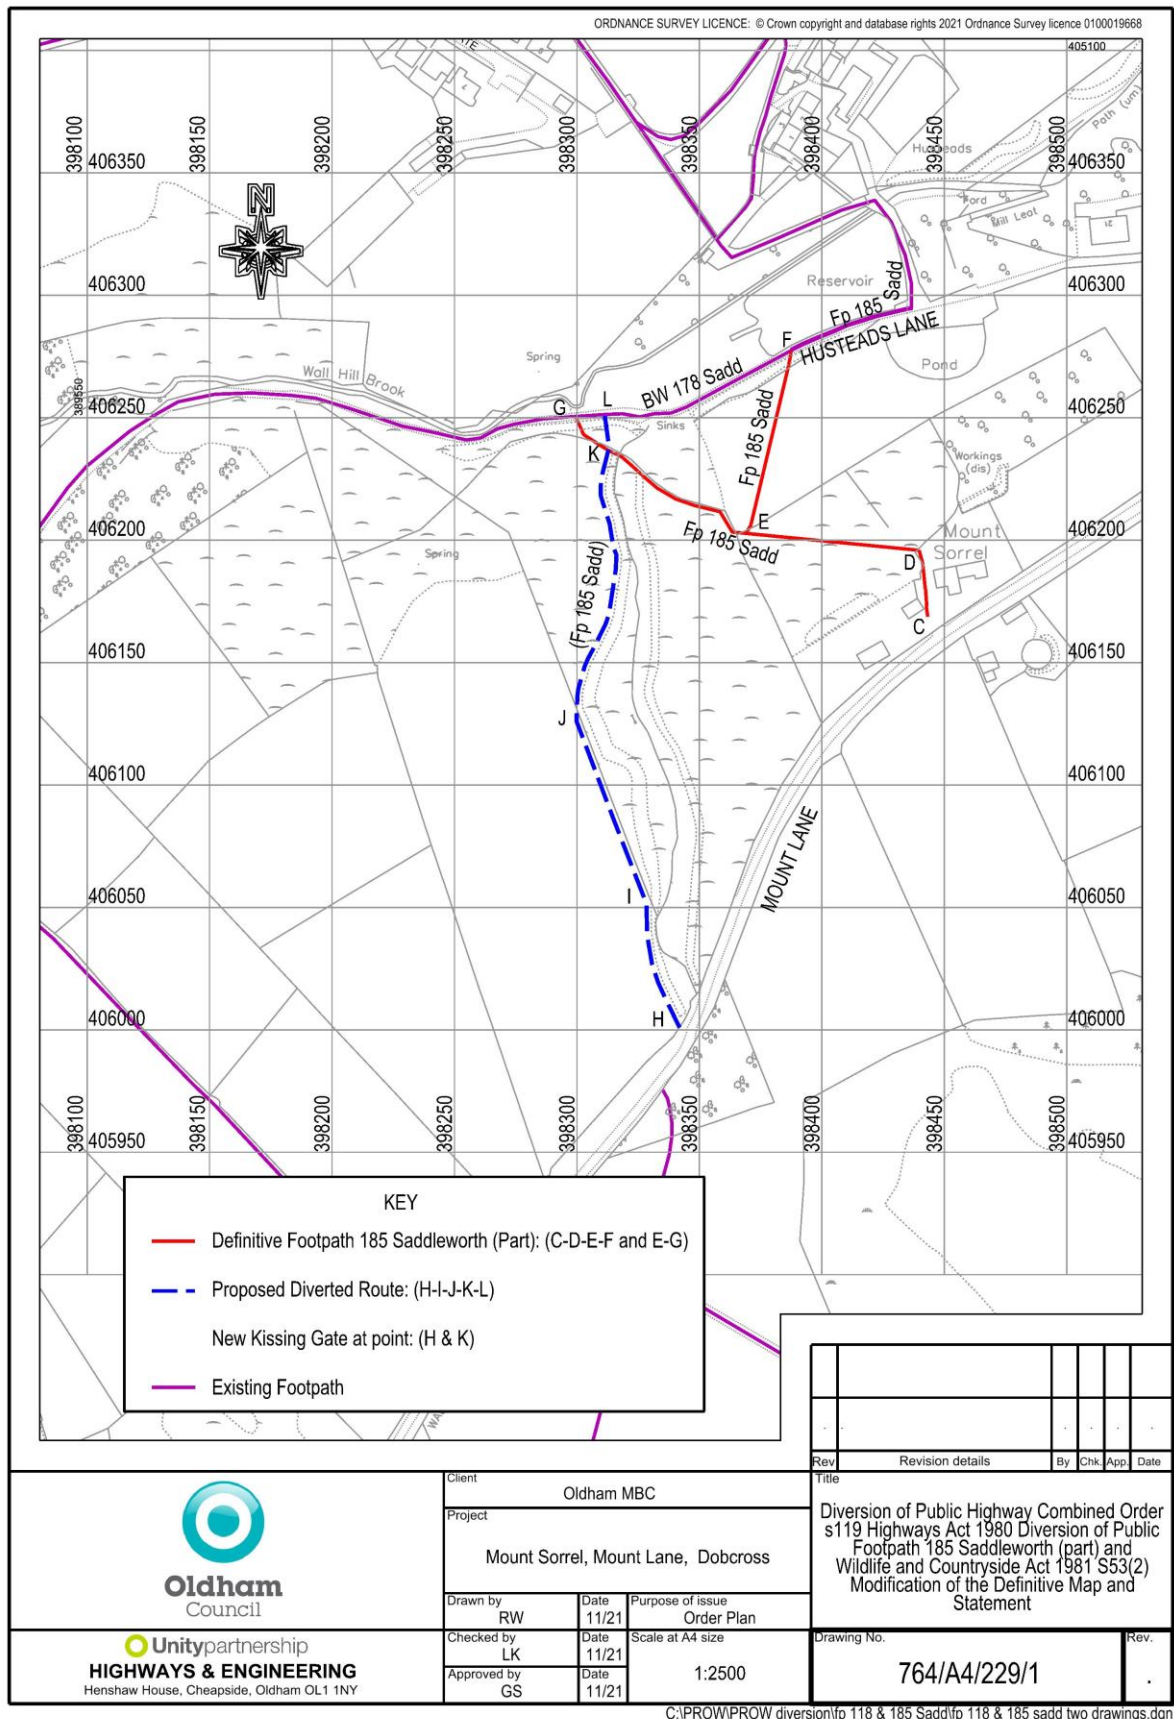 ORDNANCE SURVEY LICENCE: © Crown copyright and database rights 2021 Ordnance Survey licence 0100019668
405100
398100
398150
398200
398250
398300
398350
398400
398450
398500
Path (um)
406350
406350
N
Husteads
Ford
Mill Leat
Reservoir
406300
406300
Fp 185 Sadd
HUSTEADS LANE
F
Spring
Wall Hill Brook
BW 178 Sadd
Pond
389550
406250
406250
G
L
Sinks
K
Fp 185 Sadd
Workings
(dis)
406200
406200
E
Fp 185 Sadd
Mount
Sorrel
Spring
D
(Fp 185 Sadd)
C
406150
406150
J
406100
406100
MOUNT LANE
I
406050
406050
H
406000
406000
398100
398150
398200
398250
398300
398350
398400
398450
398500
405950
405950
KEY
Definitive Footpath 185 Saddleworth (Part): (C-D-E-F and E-G)
Proposed Diverted Route: (H-I-J-K-L)
New Kissing Gate at point: (H & K)
Existing Footpath
Rev
Revision details
By
Chk.
App.
Date
Oldham
Council
Client
Oldham MBC
Project
Mount Sorrel, Mount Lane, Dobcross
Title
Diversion of Public Highway Combined Order
s119 Highways Act 1980 Diversion of Public
Footpath 185 Saddleworth (part) and
Wildlife and Countryside Act 1981 S53(2)
Modification of the Definitive Map and
Statement
Drawn by
RW
Date
11/21
Purpose of issue
Order Plan
Unitypartnership
HIGHWAYS & ENGINEERING
Henshaw House, Cheapside, Oldham OL1 1NY
Checked by
LK
Date
11/21
Scale at A4 size
1:2500
Approved by
GS
Date
11/21
Drawing No.
764/A4/229/1
Rev.
.
C:\PROW\PROW diversion\fp 118 & 185 Sadd\fp 118 & 185 sadd two drawings.dgn